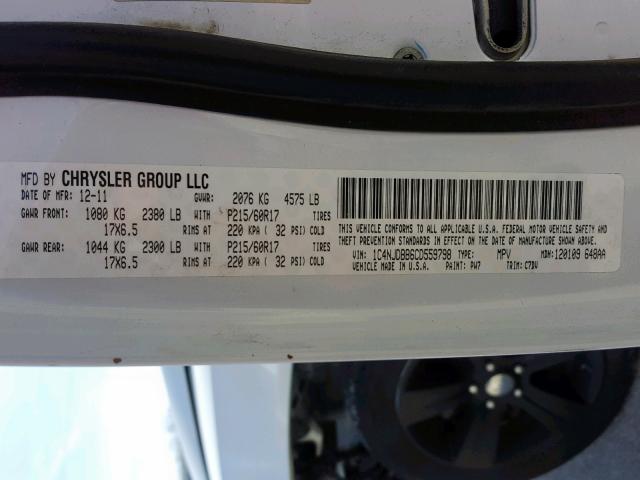 MFD BY CHRYSLER GROUP LLC
DATE OF MFR: 12-11 GVWR: 2076 KG 4575 LB
GAWR FRONT: 1080 KG 2380 LB WITH P215/60R17 TIRES
17X6.5 RIMS AT 220 KPA ( 32 PSI) COLD
GAWR REAR: 1044 KG 2300 LB WITH P215/60R17 TIRES
17X6.5 RIMS AT 220 KPA ( 32 PSI) COLD
THIS VEHICLE CONFORMS TO ALL APPLICABLE U.S.A. FEDERAL MOTOR VEHICLE SAFETY AND
THEFT PREVENTION STANDARDS IN EFFECT ON THE DATE OF MANUFACTURE SHOWN ABOVE.
VIN: 1C4NJDBB6CD559798 TYPE: MPV MDH:120109 648AA
VEHICLE MADE IN U.S.A. PAINT: PW7 TRIM: C7DV